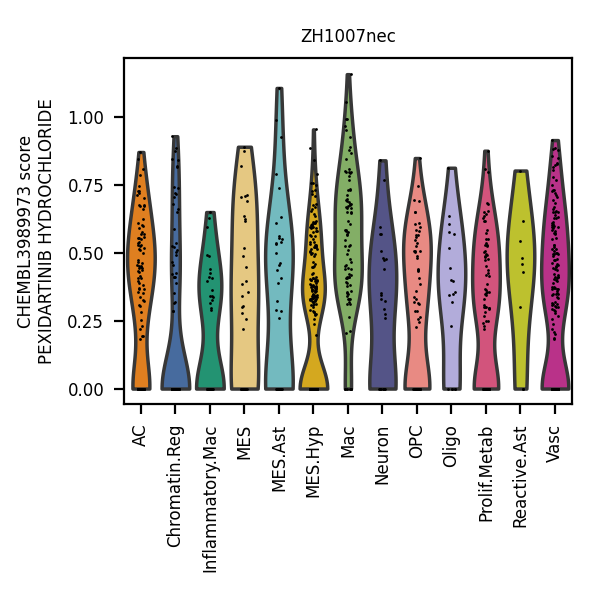 ZH1007nec
CHEMBL3989973 score
PEXIDARTINIB HYDROCHLORIDE
1.00
0.75
0.50
0.25
0.00
AC
Chromatin.Reg
Inflammatory.Mac
MES
MES.Ast
MES.Hyp
Mac
Neuron
OPC
Oligo
Prolif.Metab
Reactive.Ast
Vasc